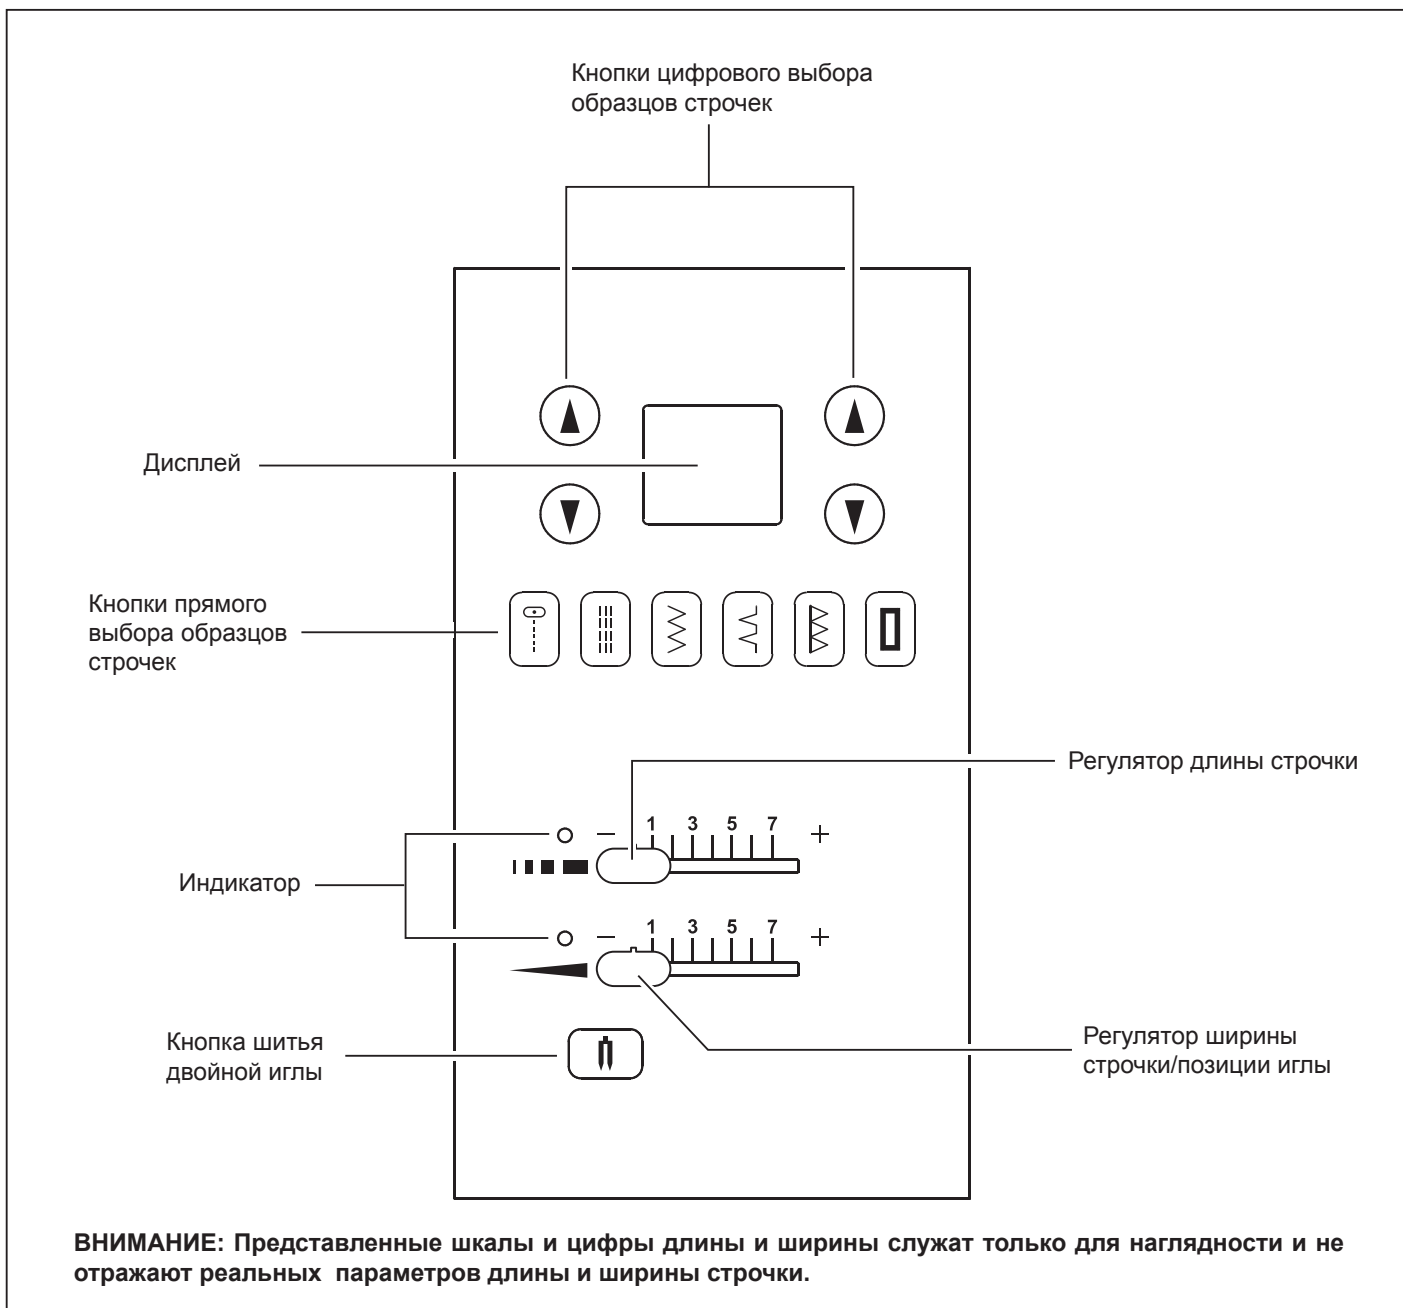 Кнопки цифрового выбора
образцов строчек
Дисплей
Кнопки прямого
выбора образцов
строчек
Регулятор длины строчки
1 3 5 7
− +
Индикатор
1 3 5 7
− +
Кнопка шитья
двойной иглы
Регулятор ширины
строчки/позиции иглы
ВНИМАНИЕ: Представленные шкалы и цифры длины и ширины служат только для наглядности и не
отражают реальных параметров длины и ширины строчки.